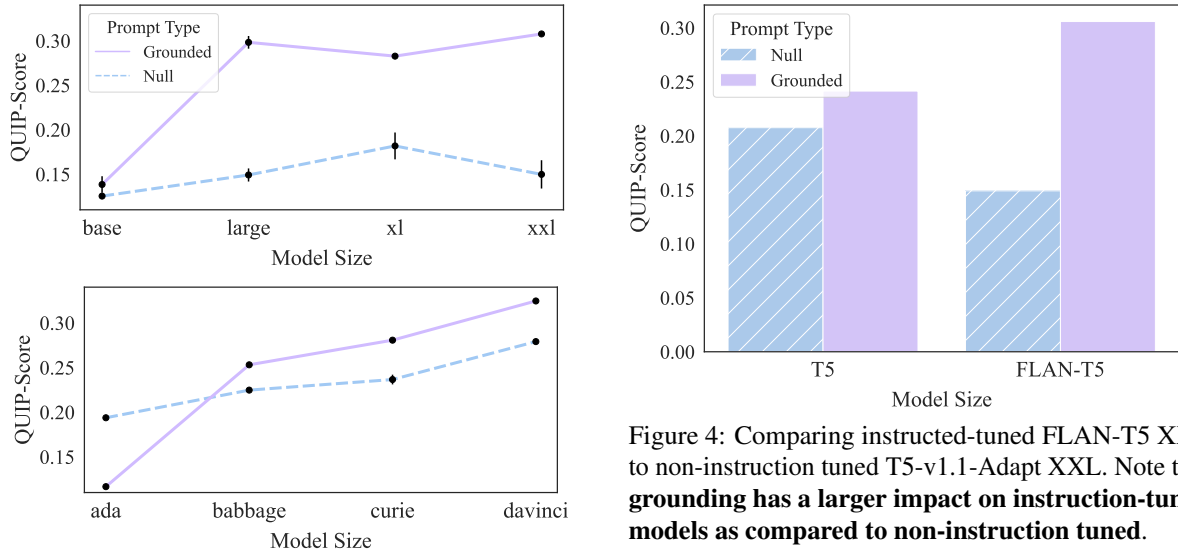 Prompt Type
Grounded
Null
0.30
0.25
0.20
0.15
QUIP-Score
base large xl xxl
Model Size
0.30
0.25
0.20
0.15
QUIP-Score
ada babbage curie davinci
Model Size
Prompt Type
Null
Grounded
0.30
0.25
0.20
0.15
0.10
0.05
0.00
QUIP-Score
T5 FLAN-T5
Model Size
Figure 4: Comparing instructed-tuned FLAN-T5
to non-instruction tuned T5-v1.1-Adapt XXL. Note
grounding has a larger impact on
models as compared to non-instruction tuned.